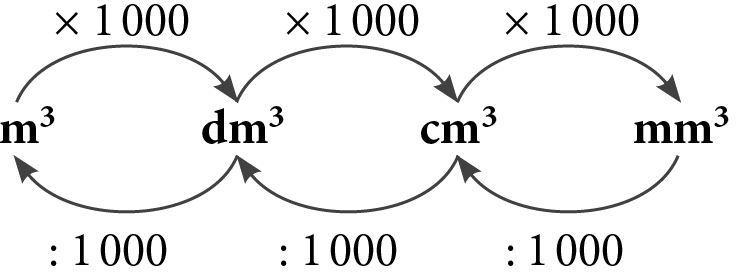 × 1 000 × 1 000 × 1 000
m³ dm³ cm³ mm³
: 1 000 : 1 000 : 1 000